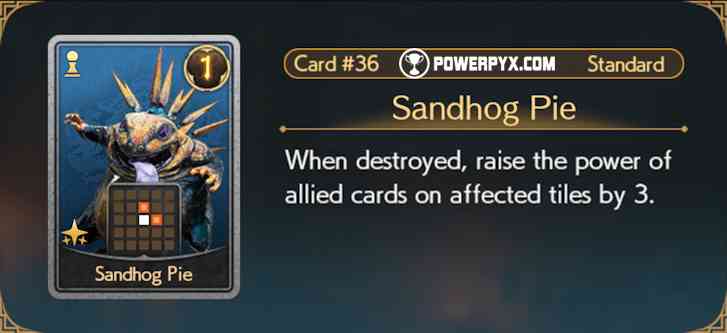 1
Card #36
POWERPYX.COM
Standard
Sandhog Pie
When destroyed, raise the power of
allied cards on affected tiles by 3.
Sandhog Pie